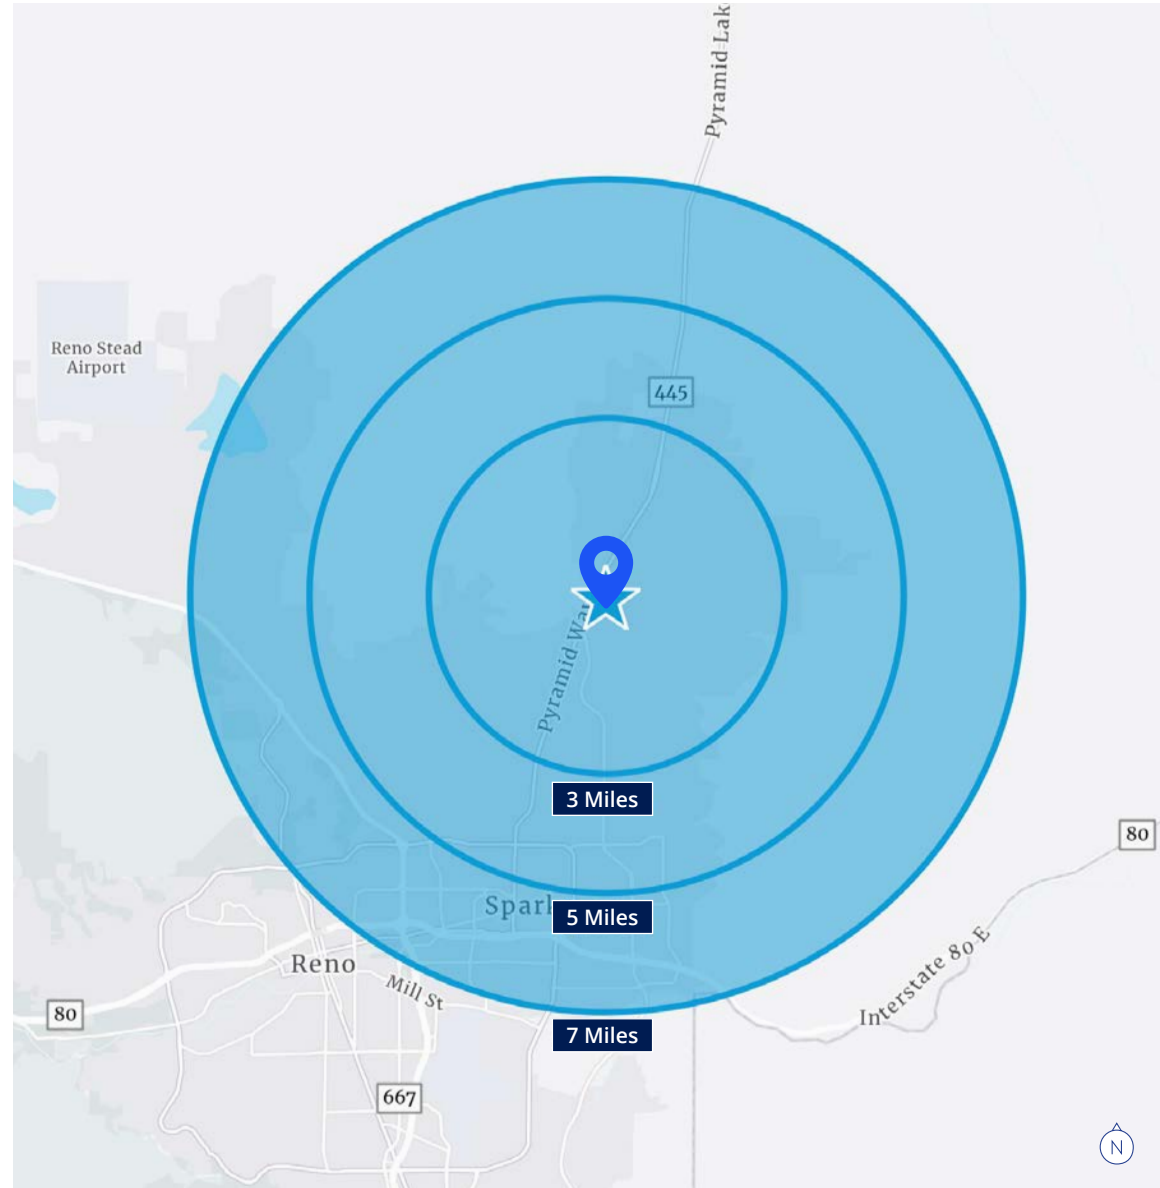 Pyramid Lak
Reno Stead
Airport
445
Pyramid Wa
3 Miles
80
Spark
5 Miles
Interstate 80 E
Reno
Mill St
80
7 Miles
667
N